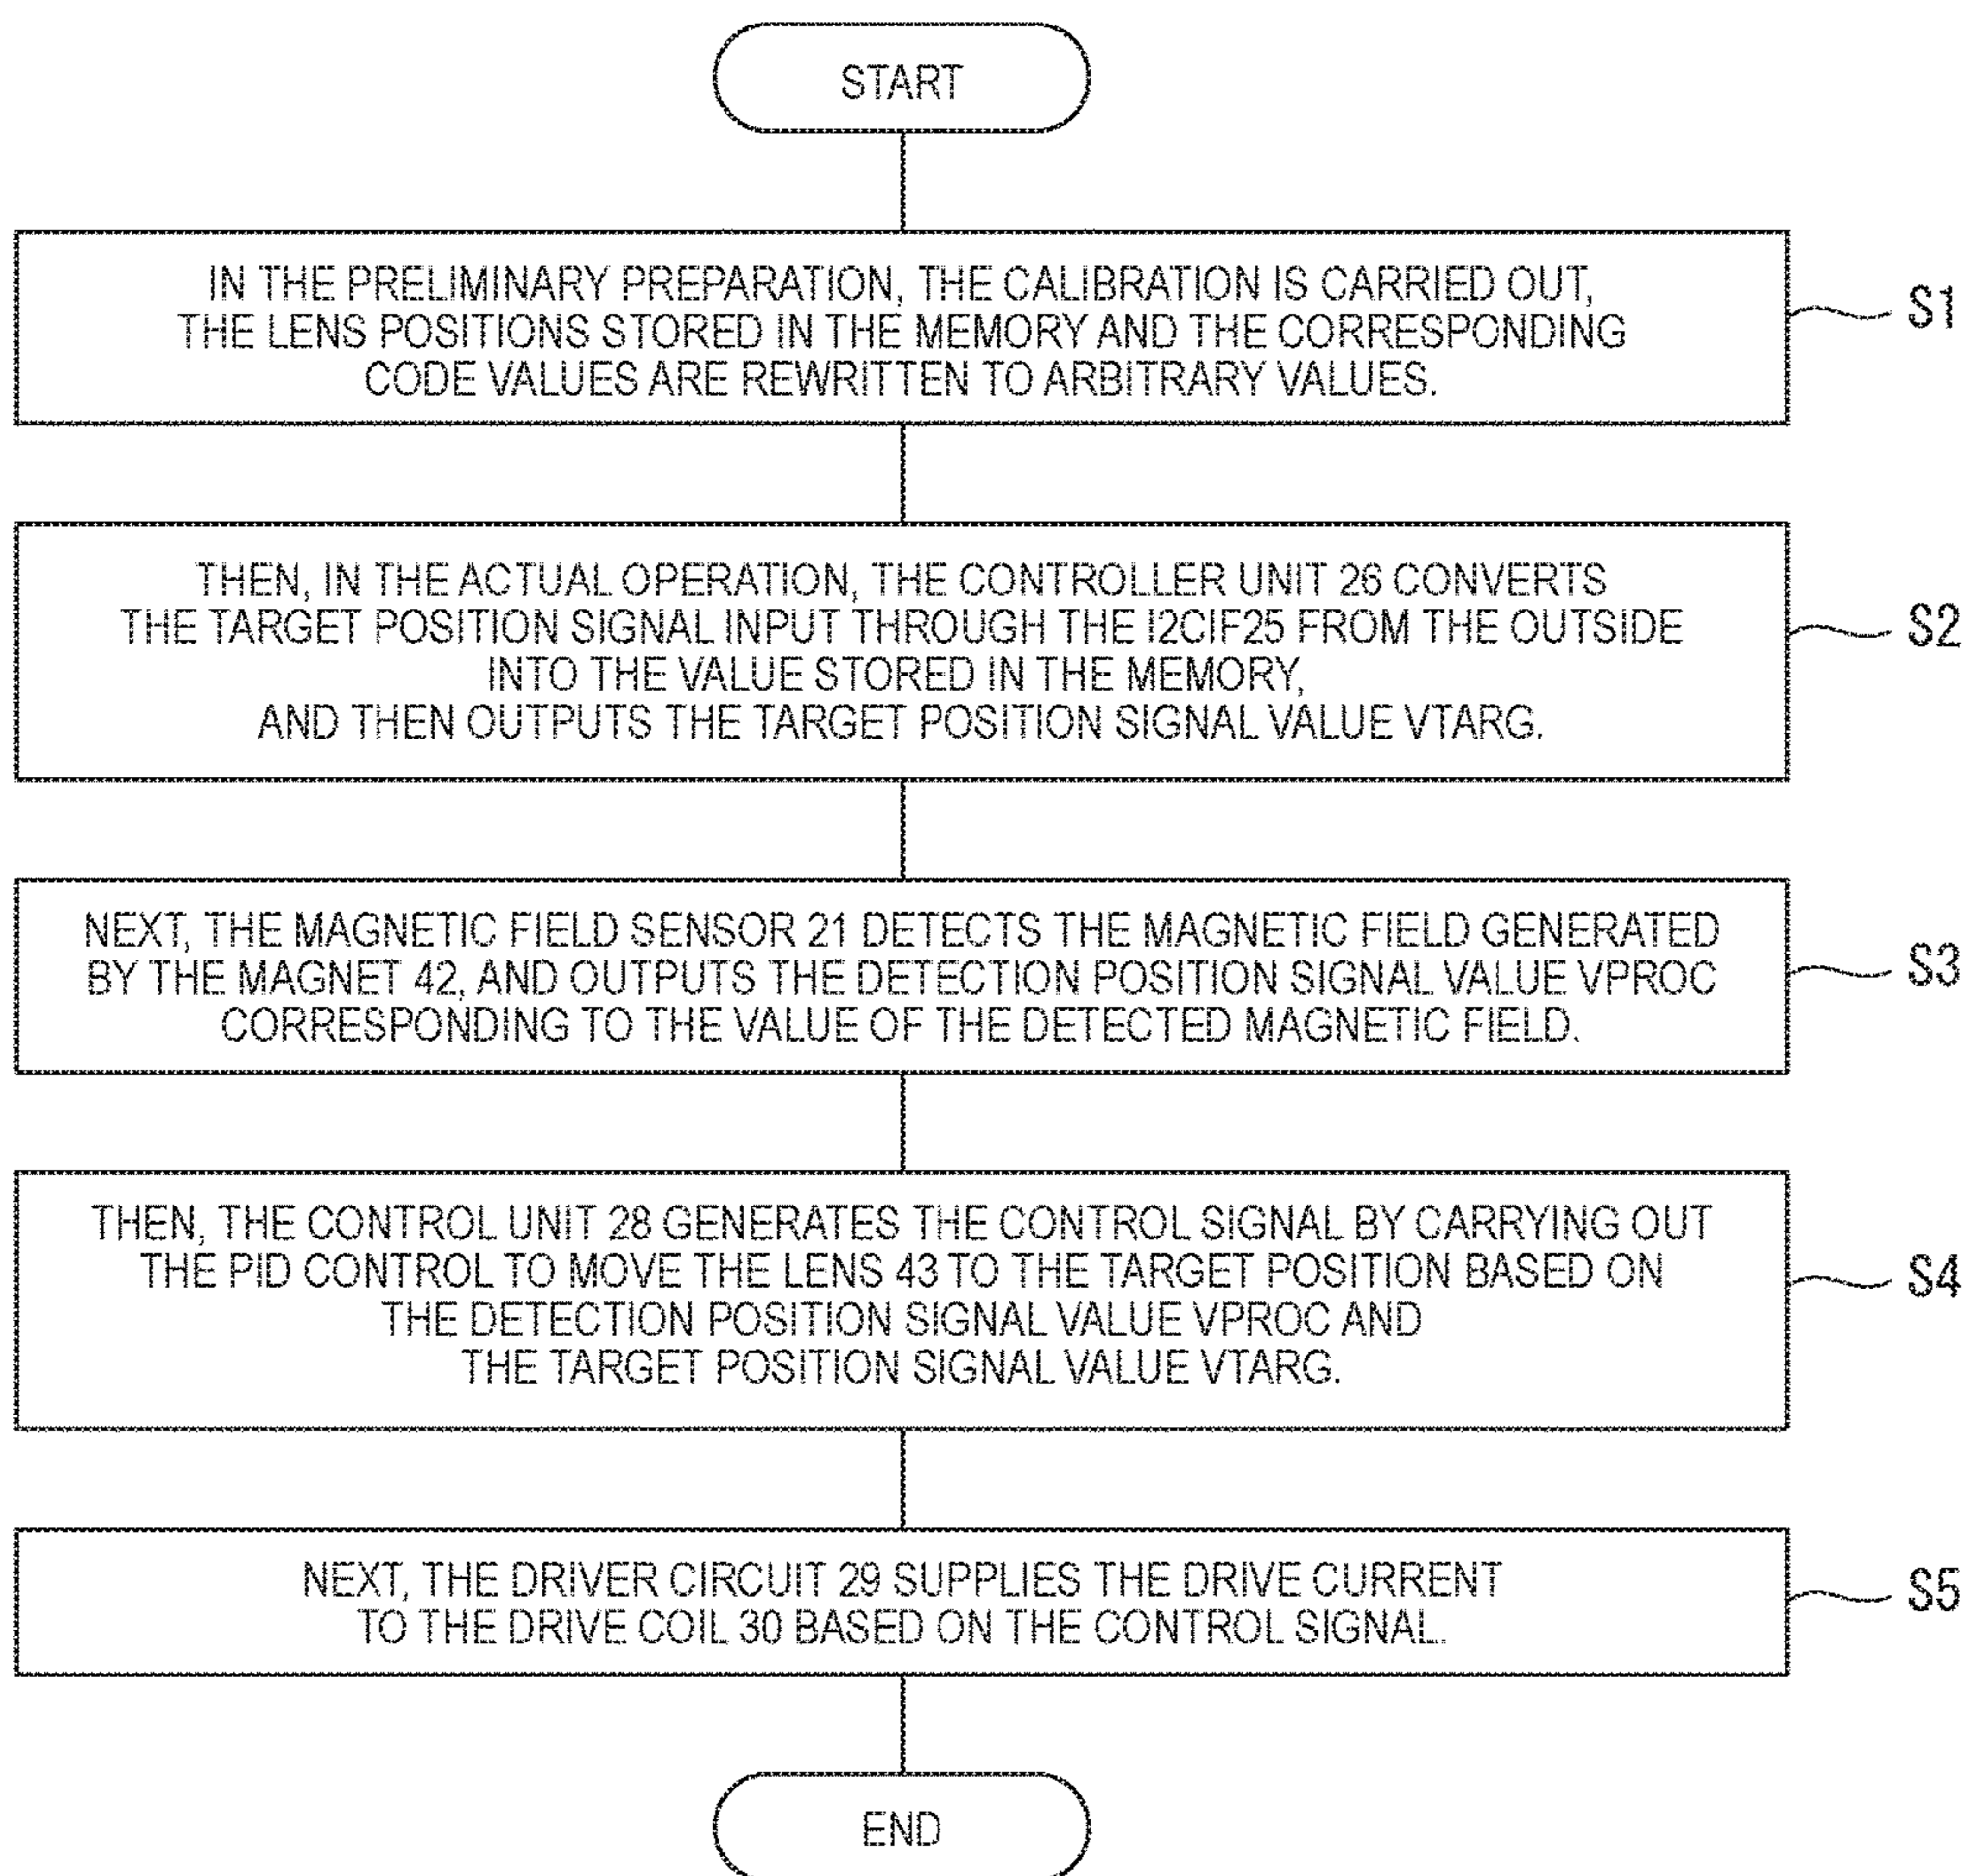 START
IN THE PRELIMINARY PREPARATION, THE CALIBRATION IS CARRIED OUT,
THE LENS POSITIONS STORED IN THE MEMORY AND THE CORRESPONDING
CODE VALUES ARE REWRITTEN TO ARBITRARY VALUES.
S1
THEN, IN THE ACTUAL OPERATION, THE CONTROLLER UNIT 26 CONVERTS
THE TARGET POSITION SIGNAL INPUT THROUGH THE I2CIF25 FROM THE OUTSIDE
INTO THE VALUE STORED IN THE MEMORY,
AND THEN OUTPUTS THE TARGET POSITION SIGNAL VALUE VTARG.
S2
NEXT, THE MAGNETIC FIELD SENSOR 21 DETECTS THE MAGNETIC FIELD GENERATED
BY THE MAGNET 42, AND OUTPUTS THE DETECTION POSITION SIGNAL VALUE VPROC
CORRESPONDING TO THE VALUE OF THE DETECTED MAGNETIC FIELD.
S3
THEN, THE CONTROL UNIT 28 GENERATES THE CONTROL SIGNAL BY CARRYING OUT
THE PID CONTROL TO MOVE THE LENS 43 TO THE TARGET POSITION BASED ON
THE DETECTION POSITION SIGNAL VALUE VPROC AND
THE TARGET POSITION SIGNAL VALUE VTARG.
S4
NEXT, THE DRIVER CIRCUIT 29 SUPPLIES THE DRIVE CURRENT
TO THE DRIVE COIL 30 BASED ON THE CONTROL SIGNAL.
S5
END